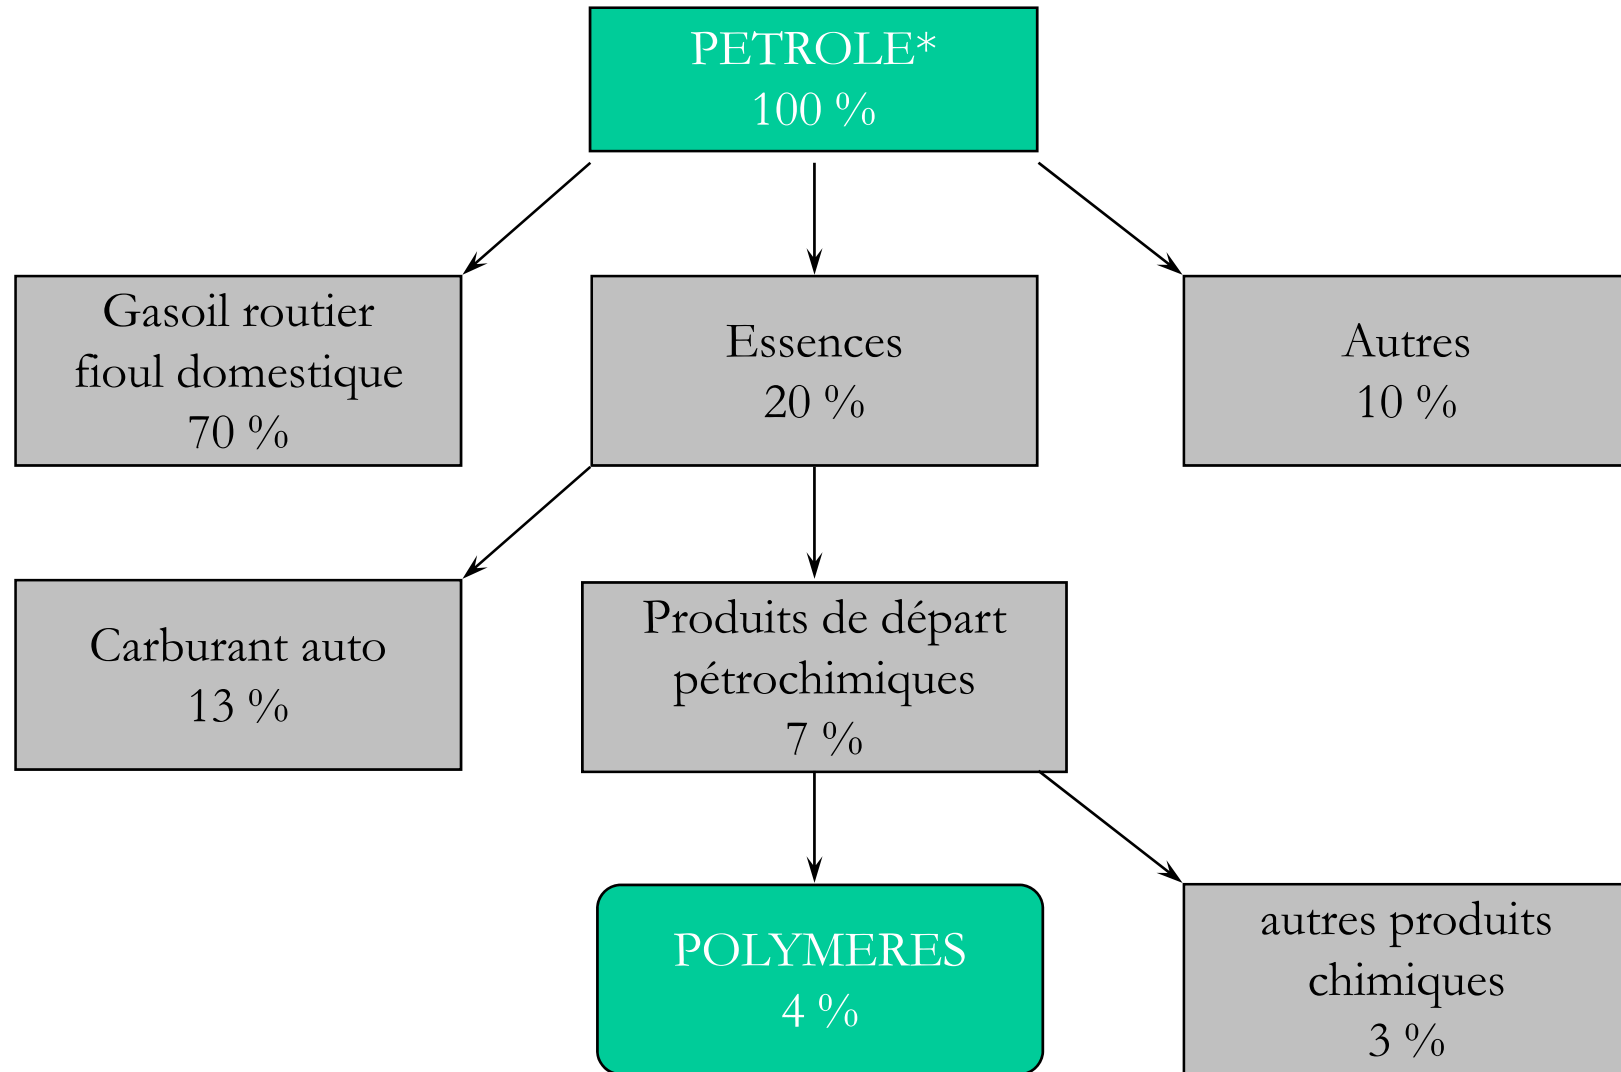 PETROLE*
100 %
Gasoil routier
fioul domestique
70 %
Essences
20 %
Autres
10 %
Carburant auto
13 %
Produits de départ
pétrochimiques
7 %
POLYMERES
4 %
autres produits
chimiques
3 %